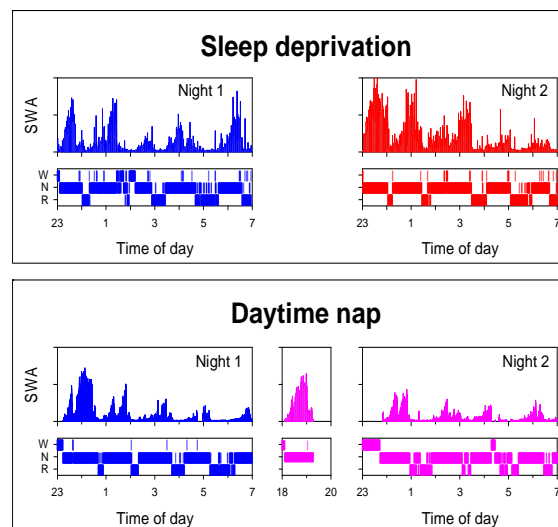 Sleep deprivation
Night 1
Night 2
SWA
W
N
R
23 1 3 5 7
23 1 3 5 7
Time of day
Time of day
Daytime nap
Night 1
Night 2
SWA
W
N
R
23 1 3 5 7
18 20
23 1 3 5 7
Time of day
Time of day